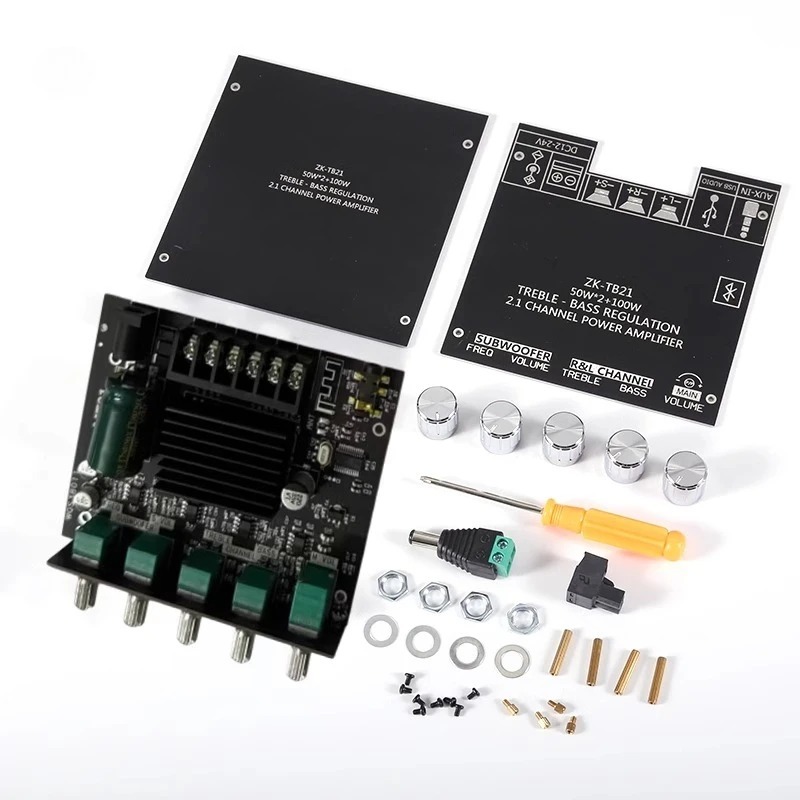 ZK-TB21
50W*2+100W
TREBLE - BASS REGULATION
2.1 CHANNEL POWER AMPLIFIER
DC12-24V
-S+
-R+
-L+
USB AUDIO
AUX-IN
ZK-TB21
50W*2+100W
TREBLE - BASS REGULATION
2.1 CHANNEL POWER AMPLIFIER
SUBWOOFER
FREQ VOLUME
R&L CHANNEL
TREBLE BASS
MAIN
VOLUME
CHANNEL
BASS